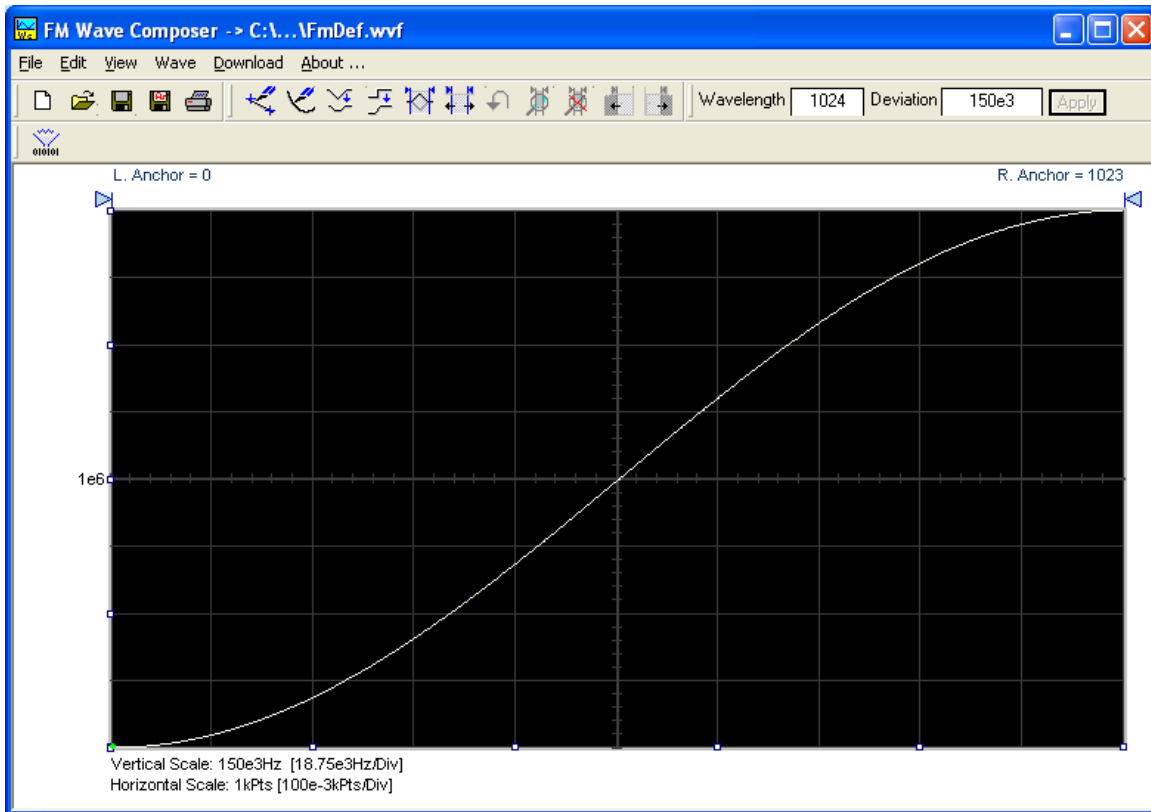 FM Wave Composer -> C:\...\FmDef.wvf
File Edit View Wave Download About ...
Wavelength 1024 Deviation 150e3 Apply
010101
L. Anchor = 0 R. Anchor = 1023
1e6
Vertical Scale: 150e3Hz [18.75e3Hz/Div]
Horizontal Scale: 1kPts [100e-3kPts/Div]